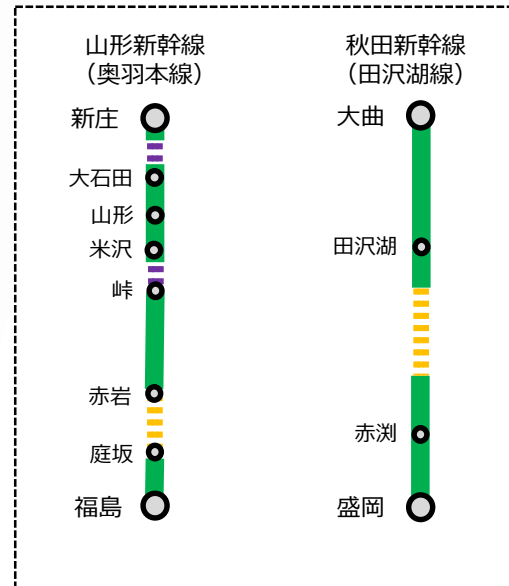 山形新幹線
（奥羽本線）
新庄
大石田
山形
米沢
峠
赤岩
庭坂
福島
秋田新幹線
（田沢湖線）
大曲
田沢湖
赤渕
盛岡